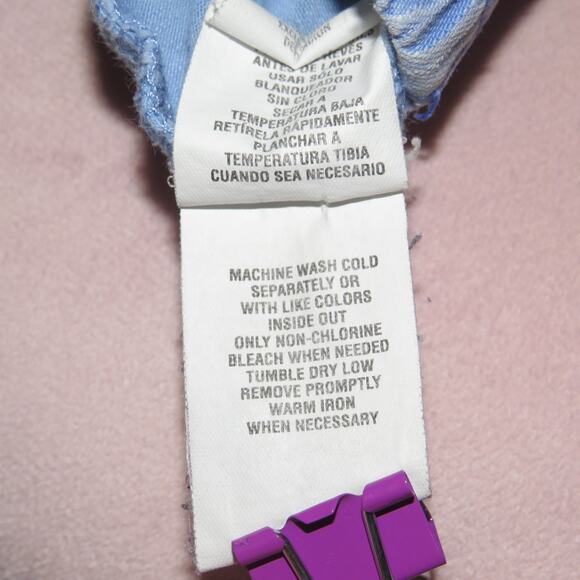 REVÉS
ANTES DE LAVAR
USAR SÓLO
BLANQUEADOR
SIN CLORO
SECAR A
TEMPERATURA BAJA
RETÍRELA RÁPIDAMENTE
PLANCHAR A
TEMPERATURA TIBIA
CUANDO SEA NECESARIO
MACHINE WASH COLD
SEPARATELY OR
WITH LIKE COLORS
INSIDE OUT
ONLY NON-CHLORINE
BLEACH WHEN NEEDED
TUMBLE DRY LOW
REMOVE PROMPTLY
WARM IRON
WHEN NECESSARY